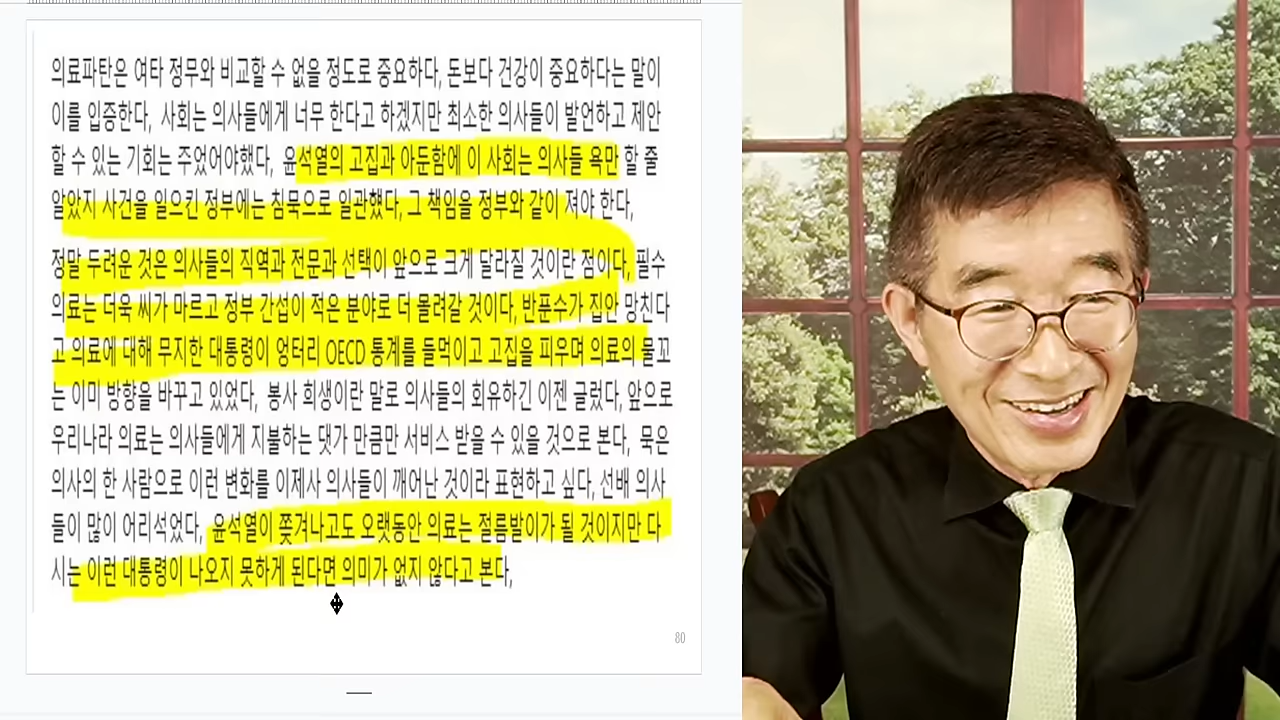 의료파탄은 여타 정무와 비교할 수 없을 정도로 중요하다, 돈보다 건강이 중요하다는 말이
이를 입증한다, 사회는 의사들에게 너무 한다고 하겠지만 최소한 의사들이 발언하고 제안
할 수 있는 기회는 주었어야했다, 윤석열의 고집과 아둔함에 이 사회는 의사들 욕만 할 줄
알았지 사건을 일으킨 정부에는 침묵으로 일관했다, 그 책임을 정부와 같이 져야 한다,
정말 두려운 것은 의사들의 직역과 전문과 선택이 앞으로 크게 달라질 것이란 점이다, 필수
의료는 더욱 씨가 마르고 정부 간섭이 적은 분야로 더 몰려갈 것이다, 반푼수가 집안 망친다
고 의료에 대해 무지한 대통령이 엉터리 OECD 통계를 들먹이고 고집을 피우며 의료의 물꼬
는 이미 방향을 바꾸고 있었다, 봉사 희생이란 말로 의사들의 회유하긴 이젠 글렀다, 앞으로
우리나라 의료는 의사들에게 지불하는 댓가 만큼만 서비스 받을 수 있을 것으로 본다, 묵은
의사의 한 사람으로 이런 변화를 이제사 의사들이 깨어난 것이라 표현하고 싶다, 선배 의사
들이 많이 어리석었다, 윤석열이 쫒겨나고도 오랫동안 의료는 절름발이가 될 것이지만 다
시는 이런 대통령이 나오지 못하게 된다면 의미가 없지 않다고 본다,
80